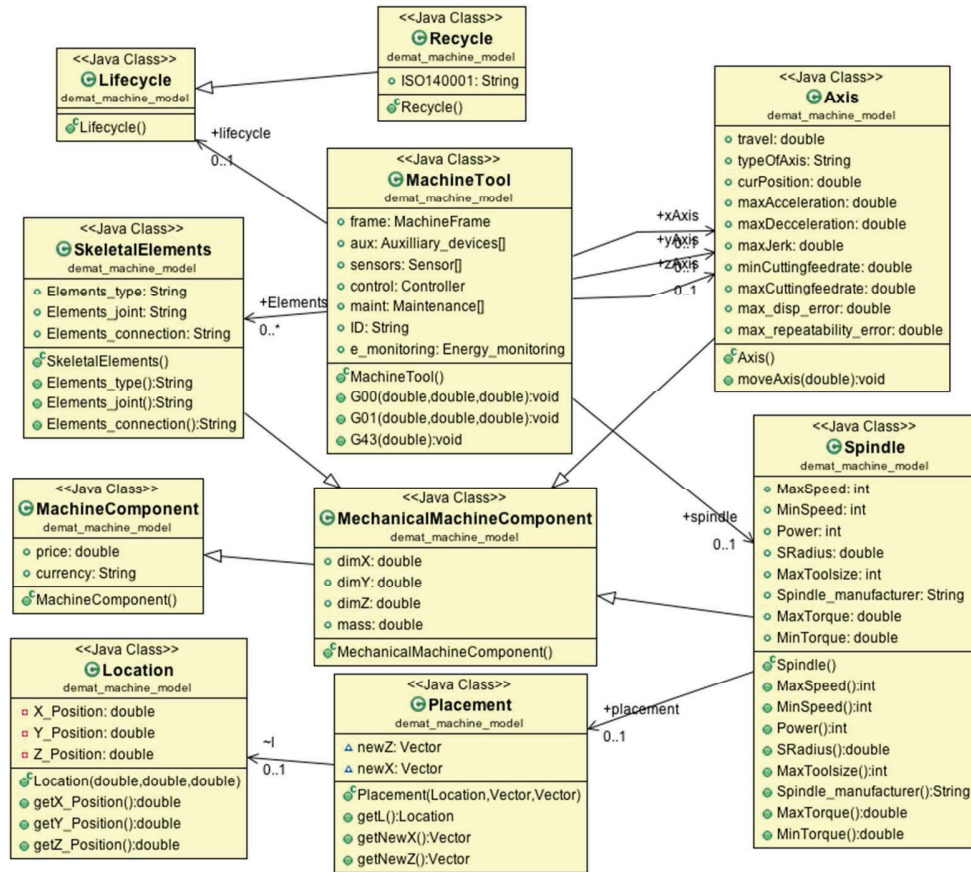 <<Java Class>>
Lifecycle
demat_machine_model
Lifecycle()
<<Java Class>>
Recycle
demat_machine_model
ISO140001: String
Recycle()
+lifecycle
0..1
<<Java Class>>
MachineTool
demat_machine_model
frame: MachineFrame
aux: Auxilliary_devices[]
sensors: Sensor[]
control: Controller
maint: Maintenance[]
ID: String
e_monitoring: Energy_monitoring
MachineTool()
G00(double,double,double):void
G01(double,double,double):void
G43(double):void
<<Java Class>>
Axis
demat_machine_model
travel: double
typeOfAxis: String
curPosition: double
maxAcceleration: double
maxDecceleration: double
maxJerk: double
minCuttingfeedrate: double
maxCuttingfeedrate: double
max_disp_error: double
max_repeatability_error: double
Axis()
moveAxis(double):void
+xAxis
0..1
+yAxis
0..1
+zAxis
0..1
<<Java Class>>
SkeletalElements
demat_machine_model
Elements_type: String
Elements_joint: String
Elements_connection: String
SkeletalElements()
Elements_type():String
Elements_joint():String
Elements_connection():String
+Elements
0..*
<<Java Class>>
MachineComponent
demat_machine_model
price: double
currency: String
MachineComponent()
<<Java Class>>
MechanicalMachineComponent
demat_machine_model
dimX: double
dimY: double
dimZ: double
mass: double
MechanicalMachineComponent()
+spindle
0..1
<<Java Class>>
Spindle
demat_machine_model
MaxSpeed: int
MinSpeed: int
Power: int
SRadius: double
MaxToolsize: int
Spindle_manufacturer: String
MaxTorque: double
MinTorque: double
Spindle()
MaxSpeed():int
MinSpeed():int
Power():int
SRadius():double
MaxToolsize():int
Spindle_manufacturer():String
MaxTorque():double
MinTorque():double
<<Java Class>>
Location
demat_machine_model
X_Position: double
Y_Position: double
Z_Position: double
Location(double,double,double)
getX_Position():double
getY_Position():double
getZ_Position():double
~l
0..1
<<Java Class>>
Placement
demat_machine_model
newZ: Vector
newX: Vector
Placement(Location,Vector,Vector)
getL():Location
getNewX():Vector
getNewZ():Vector
+placement
0..1